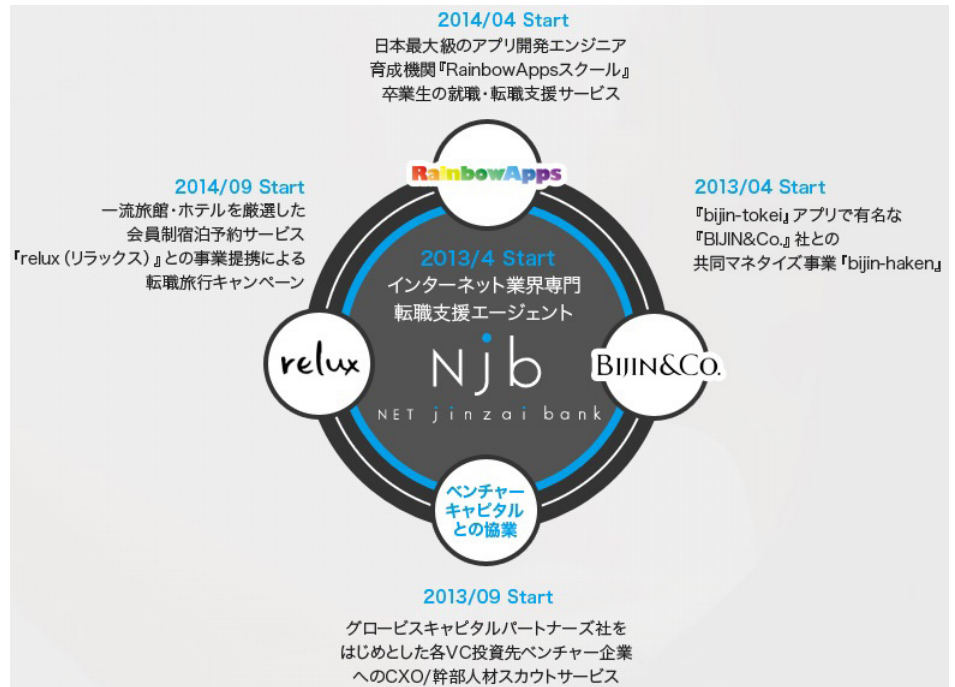 2014/04 Start
日本最大級のアプリ開発エンジニア
育成機関『RainbowAppsスクール』
卒業生の就職・転職支援サービス
RainbowApps
2014/09 Start
一流旅館・ホテルを厳選した
会員制宿泊予約サービス
『relux（リラックス）』との事業提携による
転職旅行キャンペーン
2013/04 Start
『bijin-tokei』アプリで有名な
『BIJIN&Co.』社との
共同マネタイズ事業『bijin-haken』
2013/4 Start
インターネット業界専門
転職支援エージェント
relux
Njb
NET jinzai bank
BIJIN&CO.
ベンチャー
キャピタル
との協業
2013/09 Start
グロービスキャピタルパートナーズ社を
はじめとした各VC投資先ベンチャー企業
へのCXO/幹部人材スカウトサービス